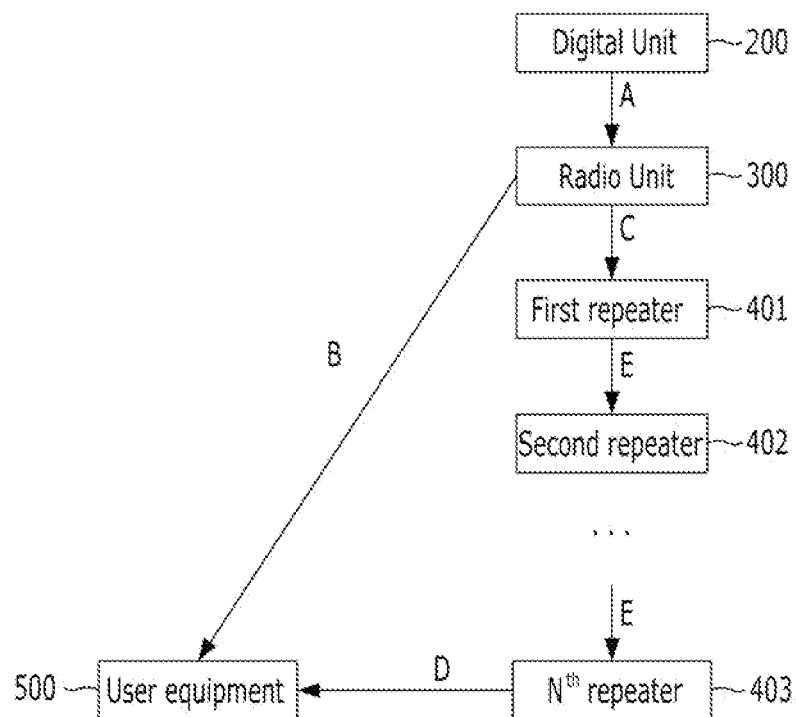 Digital Unit 200
A
Radio Unit 300
C
First repeater 401
B
E
Second repeater 402
...
E
500 User equipment
D
Nth repeater 403